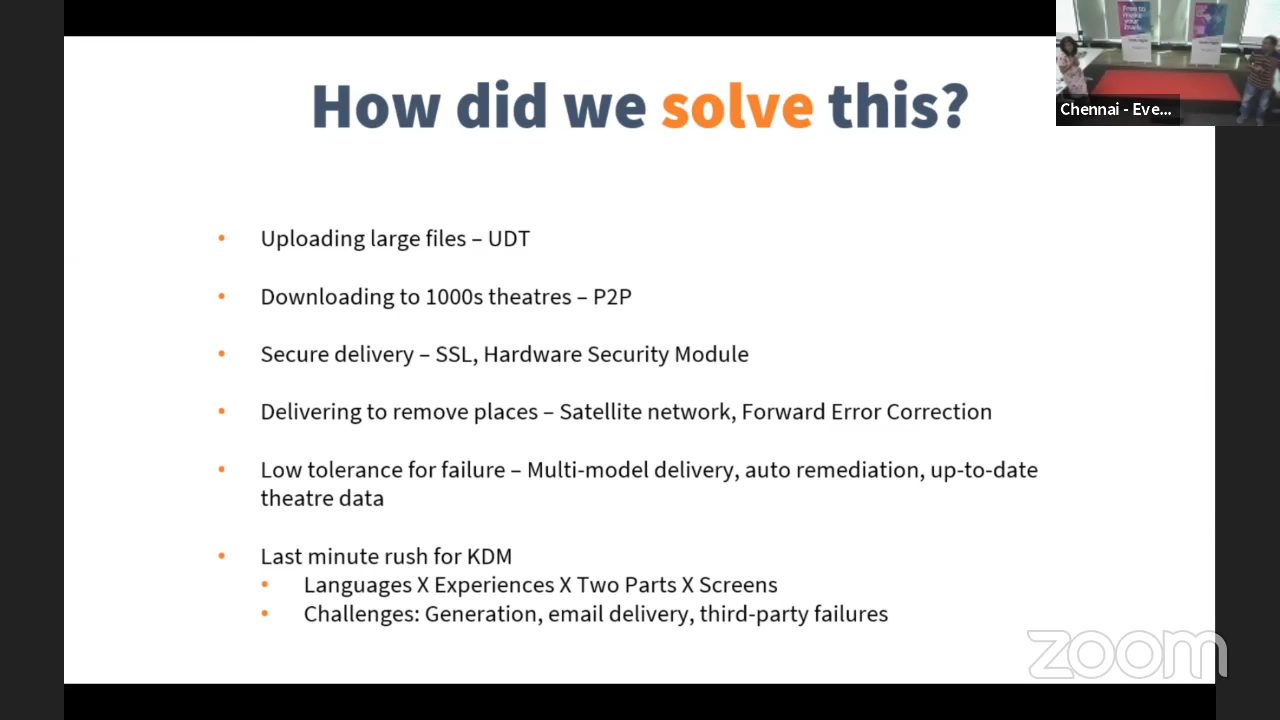 How did we solve this?
• Uploading large files – UDT
• Downloading to 1000s theatres – P2P
• Secure delivery – SSL, Hardware Security Module
• Delivering to remove places – Satellite network, Forward Error Correction
• Low tolerance for failure – Multi-model delivery, auto remediation, up-to-date
theatre data
• Last minute rush for KDM
• Languages X Experiences X Two Parts X Screens
• Challenges: Generation, email delivery, third-party failures
Chennai - Eve...
zoom